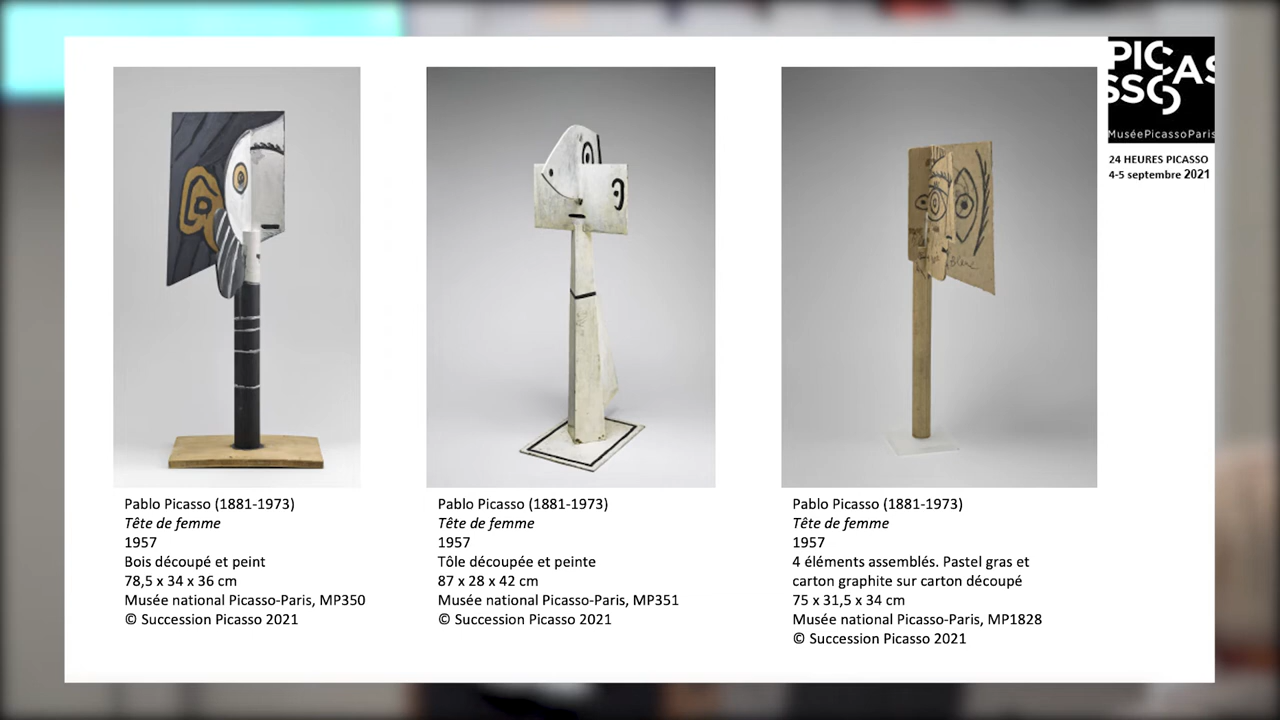 PIC
AS
SSO
MuséePicassoParis
24 HEURES PICASSO
4-5 septembre 2021
Pablo Picasso (1881-1973)
Tête de femme
1957
Bois découpé et peint
78,5 x 34 x 36 cm
Musée national Picasso-Paris, MP350
© Succession Picasso 2021
Pablo Picasso (1881-1973)
Tête de femme
1957
Tôle découpée et peinte
87 x 28 x 42 cm
Musée national Picasso-Paris, MP351
© Succession Picasso 2021
Pablo Picasso (1881-1973)
Tête de femme
1957
4 éléments assemblés. Pastel gras et
carton graphite sur carton découpé
75 x 31,5 x 34 cm
Musée national Picasso-Paris, MP1828
© Succession Picasso 2021